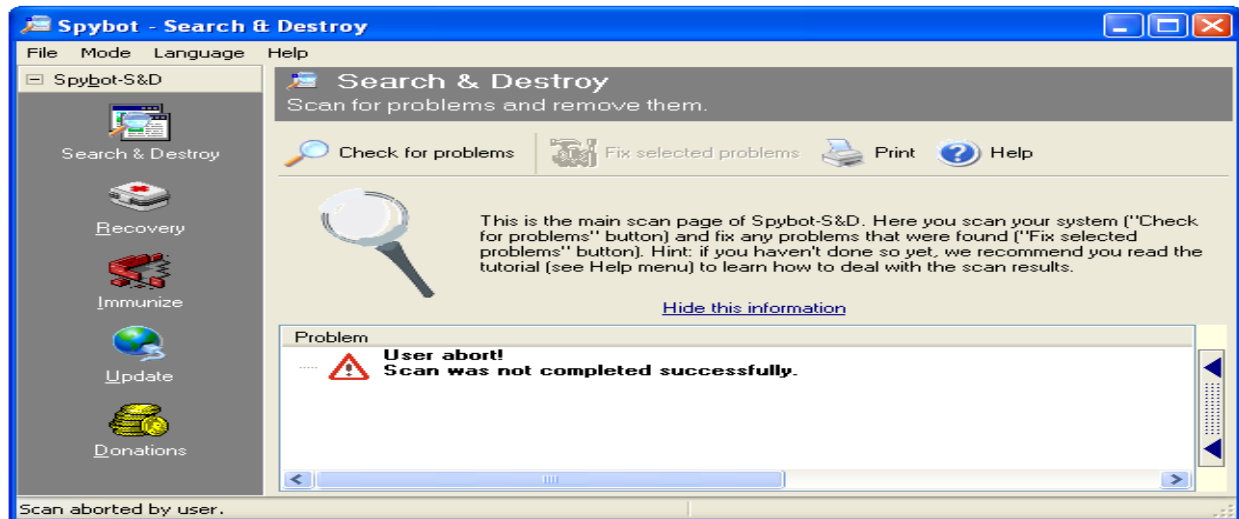 Spybot - Search & Destroy
File Mode Language Help
Spybot-S&D
Search & Destroy
Recovery
Immunize
Update
Donations
Search & Destroy
Scan for problems and remove them.
Check for problems Fix selected problems Print Help
This is the main scan page of Spybot-S&D. Here you scan your system ("Check
for problems" button) and fix any problems that were found ("Fix selected
problems" button). Hint: if you haven't done so yet, we recommend you read the
tutorial (see Help menu) to learn how to deal with the scan results.
Hide this information
Problem
User abort!
Scan was not completed successfully.
Scan aborted by user.